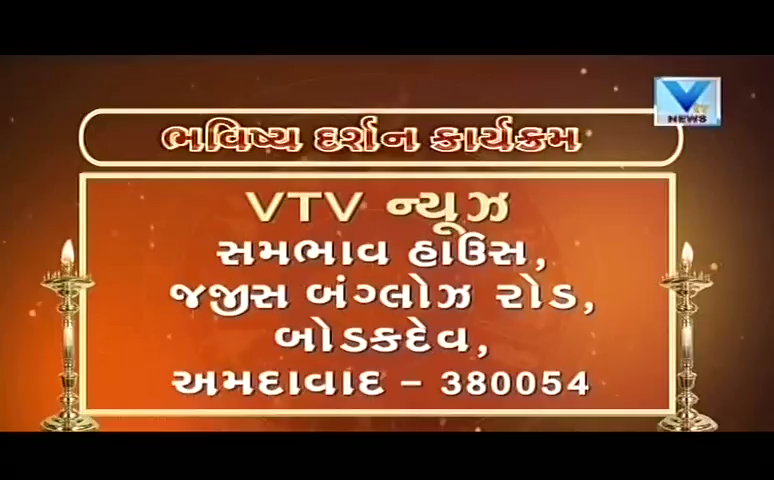 VTV NEWS
ભવિષ્ય દર્શન કાર્યક્રમ
VTV ન્યૂઝ
સમભાવ હાઉસ,
જજીસ બંગ્લોઝ રોડ,
બોડકદેવ,
અમદાવાદ - 380054